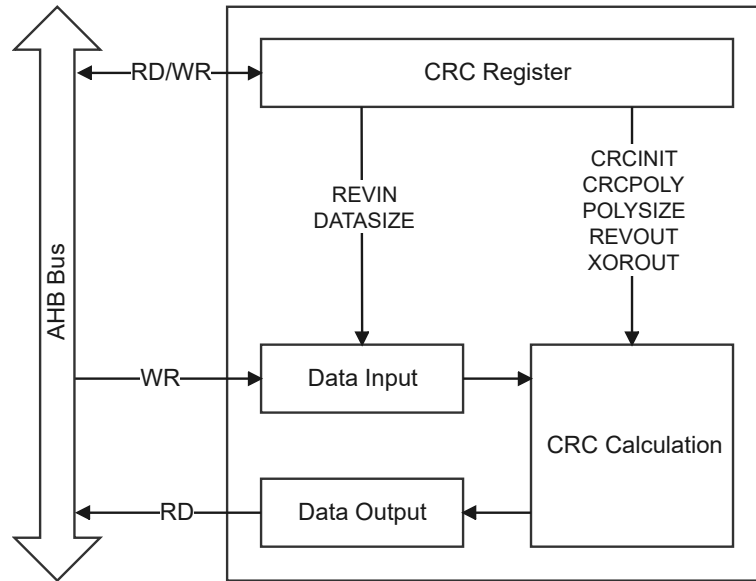 CRC Register
RD/WR
CRCINIT
CRCPOLY
POLYSIZE
REVOUT
XOROUT
REVIN
DATASIZE
AHB Bus
WR
Data Input
CRC Calculation
RD
Data Output